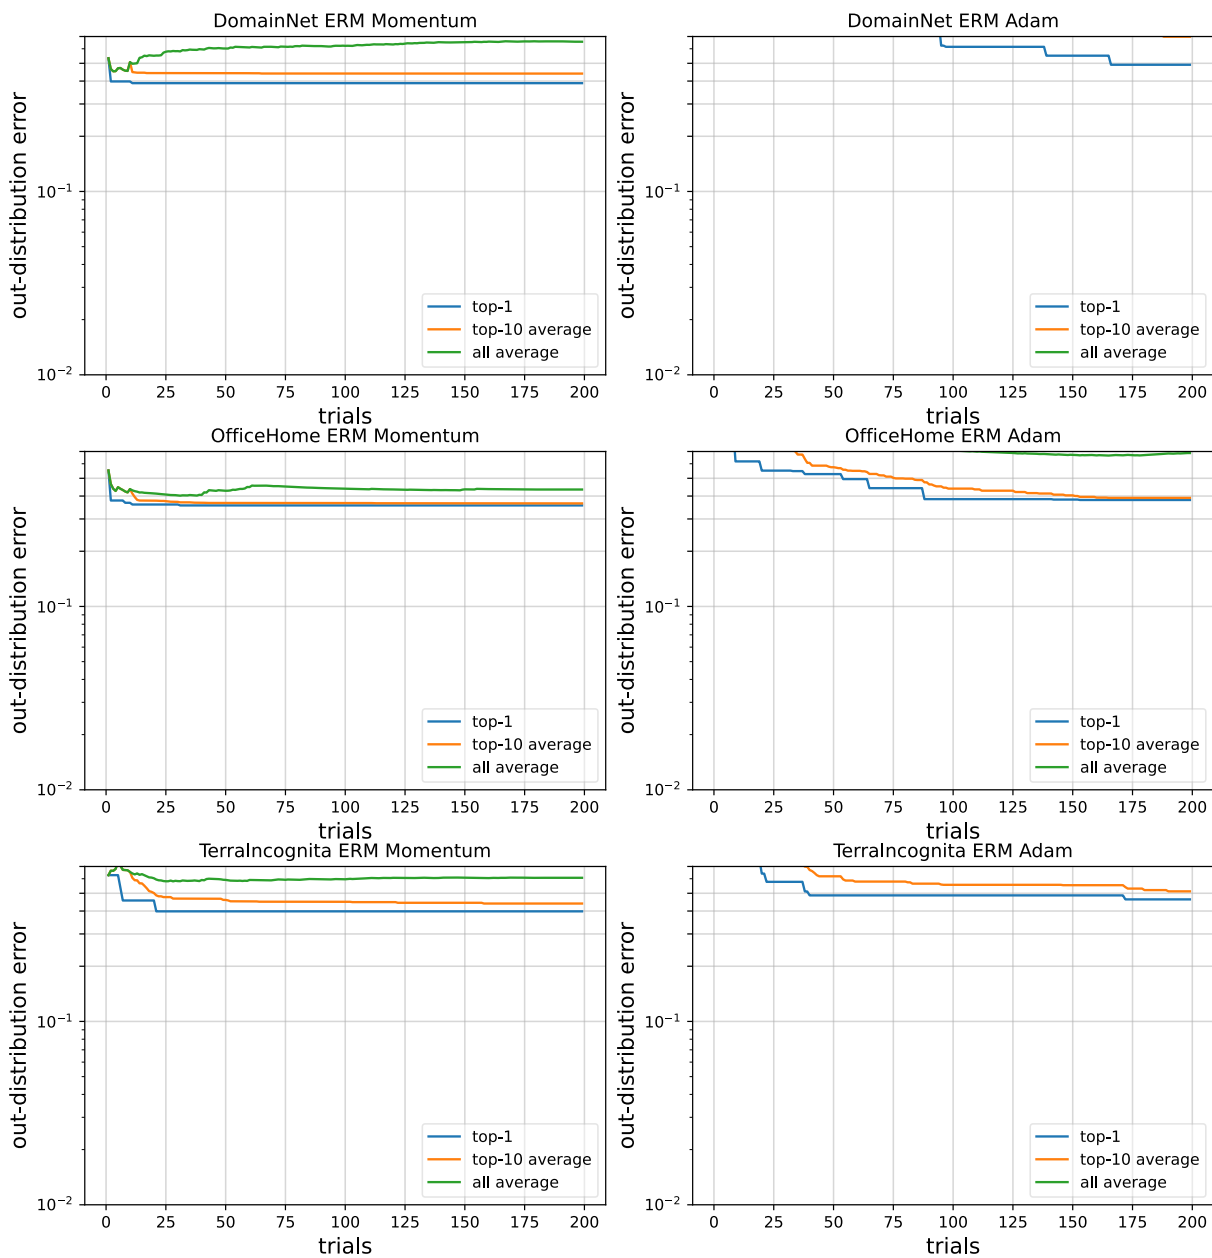 DomainNet ERM Momentum
out-distribution error
10⁻¹
10⁻²
0 25 50 75 100 125 150 175 200
trials
top-1
top-10 average
all average
DomainNet ERM Adam
out-distribution error
10⁻¹
10⁻²
0 25 50 75 100 125 150 175 200
trials
top-1
top-10 average
all average
OfficeHome ERM Momentum
out-distribution error
10⁻¹
10⁻²
0 25 50 75 100 125 150 175 200
trials
top-1
top-10 average
all average
OfficeHome ERM Adam
out-distribution error
10⁻¹
10⁻²
0 25 50 75 100 125 150 175 200
trials
top-1
top-10 average
all average
TerraIncognita ERM Momentum
out-distribution error
10⁻¹
10⁻²
0 25 50 75 100 125 150 175 200
trials
top-1
top-10 average
all average
TerraIncognita ERM Adam
out-distribution error
10⁻¹
10⁻²
0 25 50 75 100 125 150 175 200
trials
top-1
top-10 average
all average